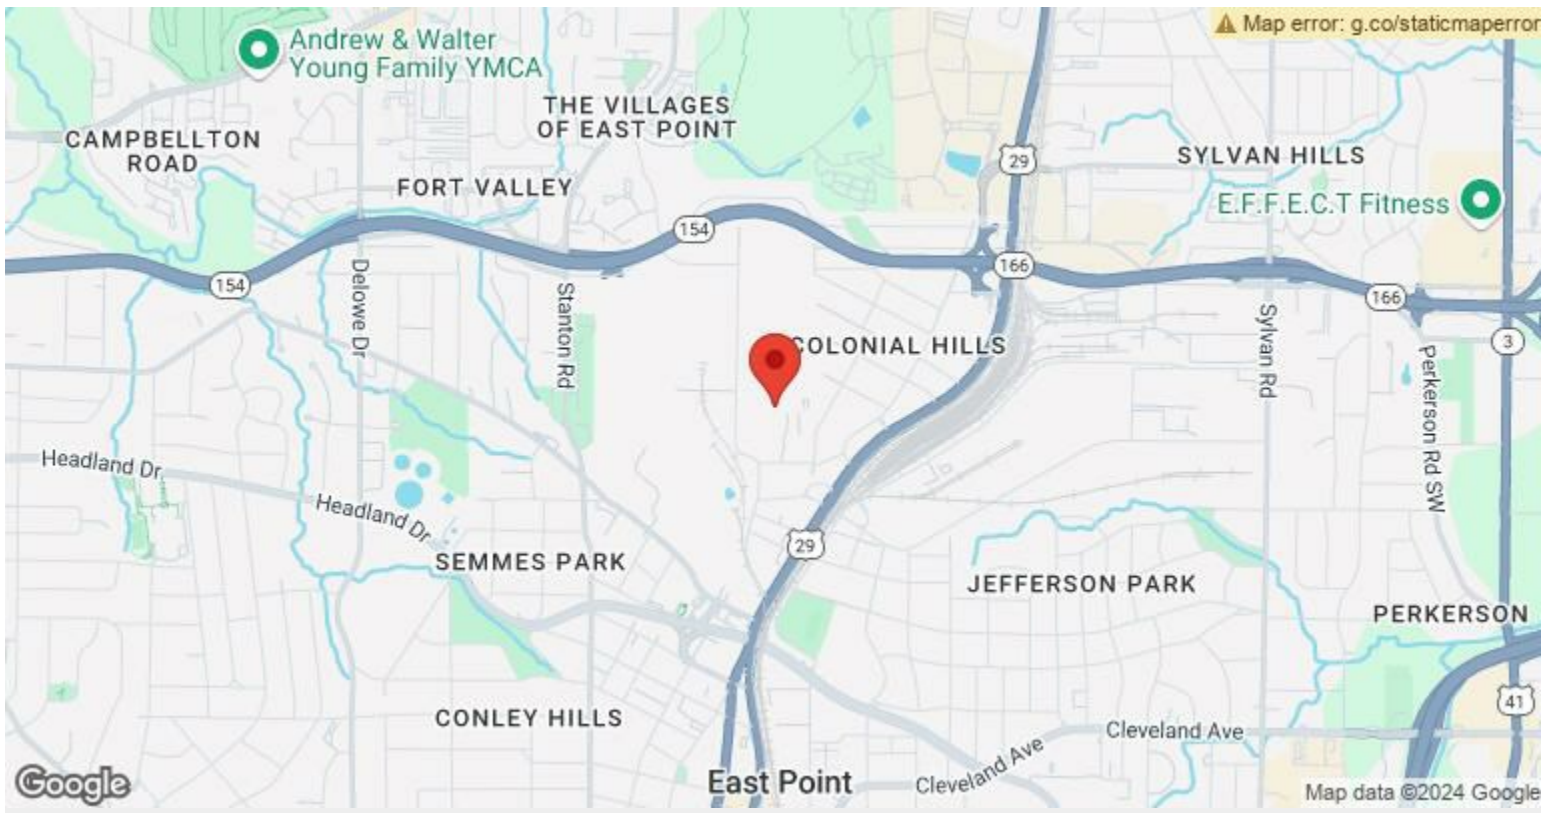 Map error: g.co/staticmaperror
Andrew & Walter
Young Family YMCA
THE VILLAGES
OF EAST POINT
CAMPBELLTON
ROAD
FORT VALLEY
29
SYLVAN HILLS
E.F.F.E.C.T Fitness
154
166
154
166
Delowe Dr
Stanton Rd
Sylvan Rd
3
COLONIAL HILLS
Perkerson Rd SW
Headland Dr
Headland Dr
29
SEMMES PARK
JEFFERSON PARK
PERKERSON
41
CONLEY HILLS
Cleveland Ave
Cleveland Ave
East Point
Google
Map data ©2024 Google